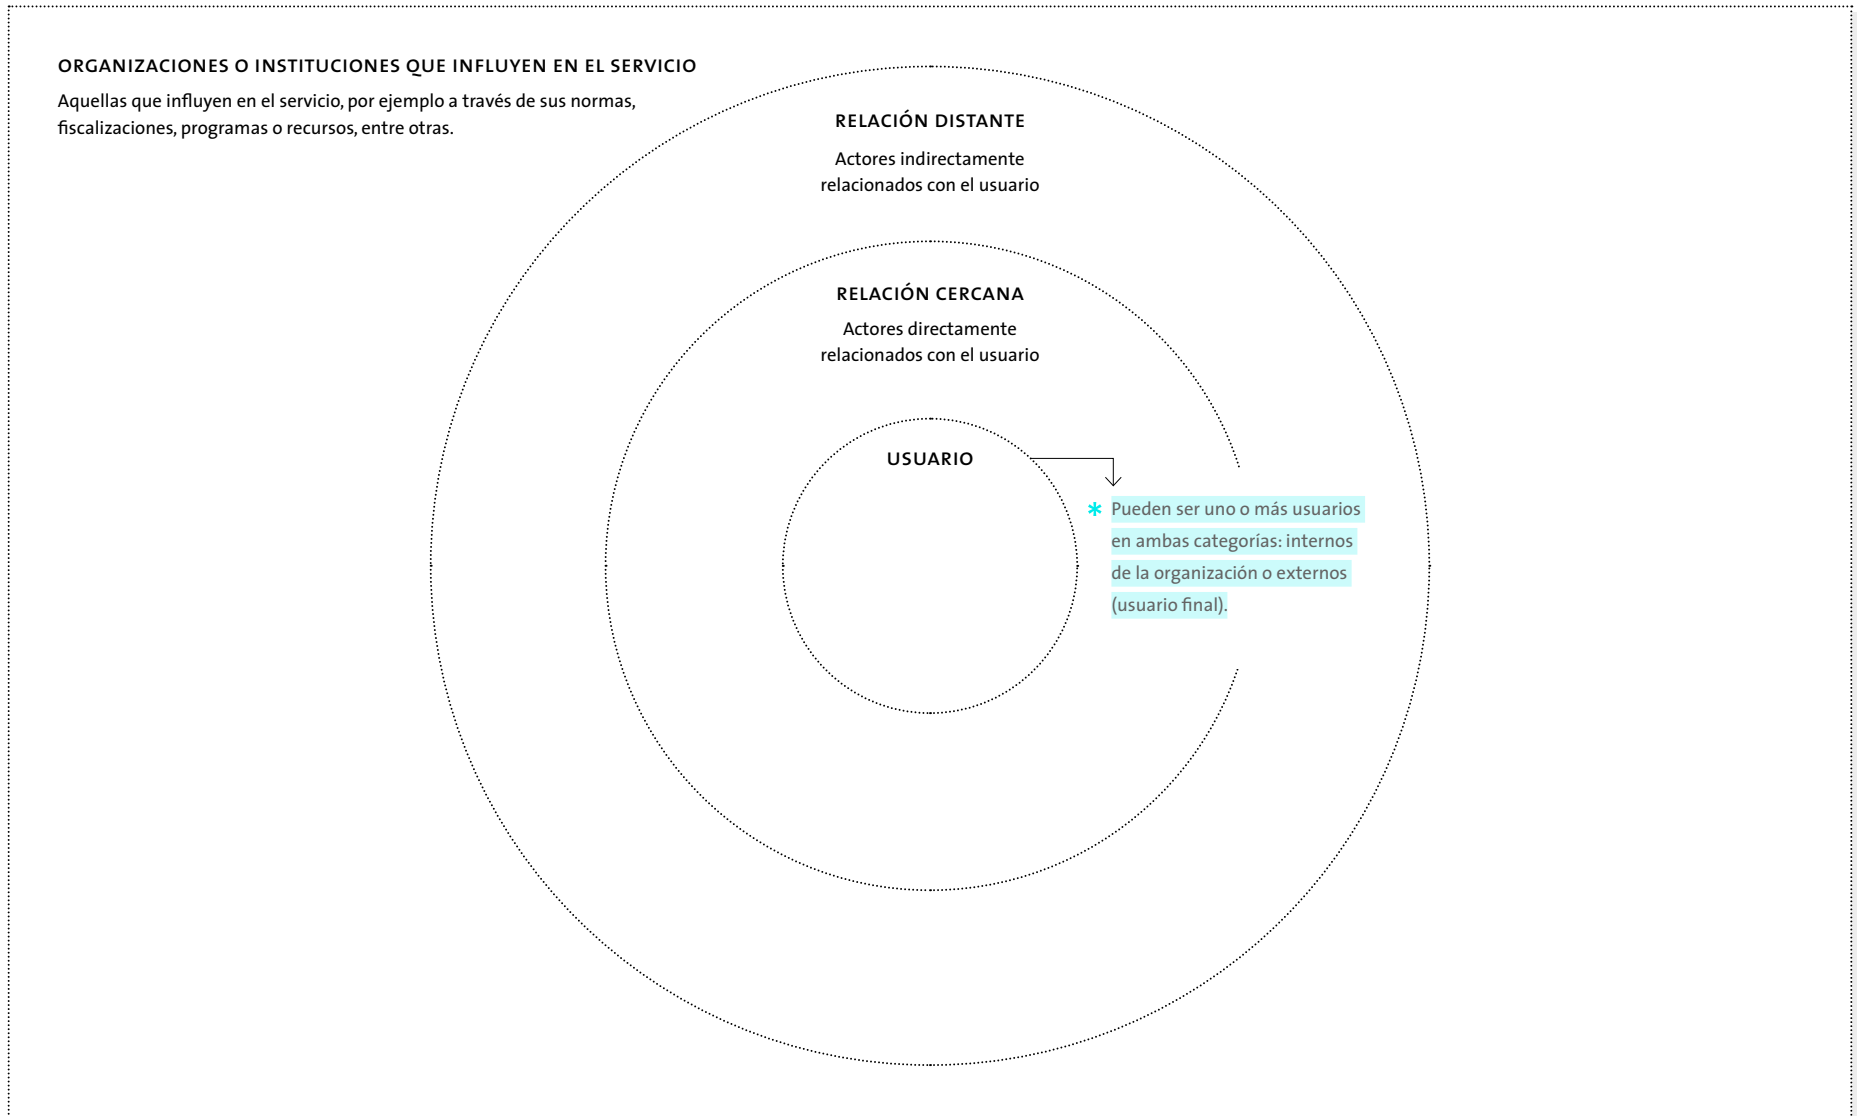 ORGANIZACIONES O INSTITUCIONES QUE INFLUYEN EN EL SERVICIO
Aquellas que influyen en el servicio, por ejemplo a través de sus normas,
fiscalizaciones, programas o recursos, entre otras.
RELACIÓN DISTANTE
Actores indirectamente
relacionados con el usuario
RELACIÓN CERCANA
Actores directamente
relacionados con el usuario
USUARIO
* Pueden ser uno o más usuarios
en ambas categorías: internos
de la organización o externos
(usuario final).